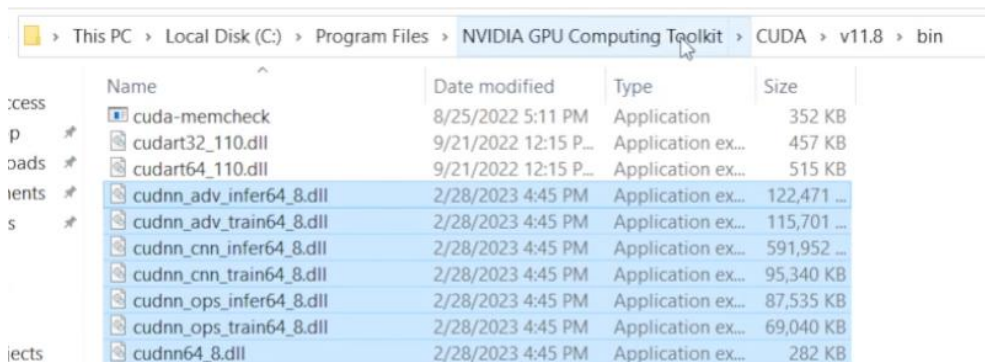 This PC > Local Disk (C:) > Program Files > NVIDIA GPU Computing Toolkit > CUDA > v11.8 > bin
Name Date modified Type Size
ccess
cuda-memcheck 8/25/2022 5:11 PM Application 352 KB
p
cudart32_110.dll 9/21/2022 12:15 P... Application ex... 457 KB
oads
cudart64_110.dll 9/21/2022 12:15 P... Application ex... 515 KB
nents
cudnn_adv_infer64_8.dll 2/28/2023 4:45 PM Application ex... 122,471 ...
s
cudnn_adv_train64_8.dll 2/28/2023 4:45 PM Application ex... 115,701 ...
cudnn_cnn_infer64_8.dll 2/28/2023 4:45 PM Application ex... 591,952 ...
cudnn_cnn_train64_8.dll 2/28/2023 4:45 PM Application ex... 95,340 KB
cudnn_ops_infer64_8.dll 2/28/2023 4:45 PM Application ex... 87,535 KB
cudnn_ops_train64_8.dll 2/28/2023 4:45 PM Application ex... 69,040 KB
jects
cudnn64_8.dll 2/28/2023 4:45 PM Application ex... 282 KB